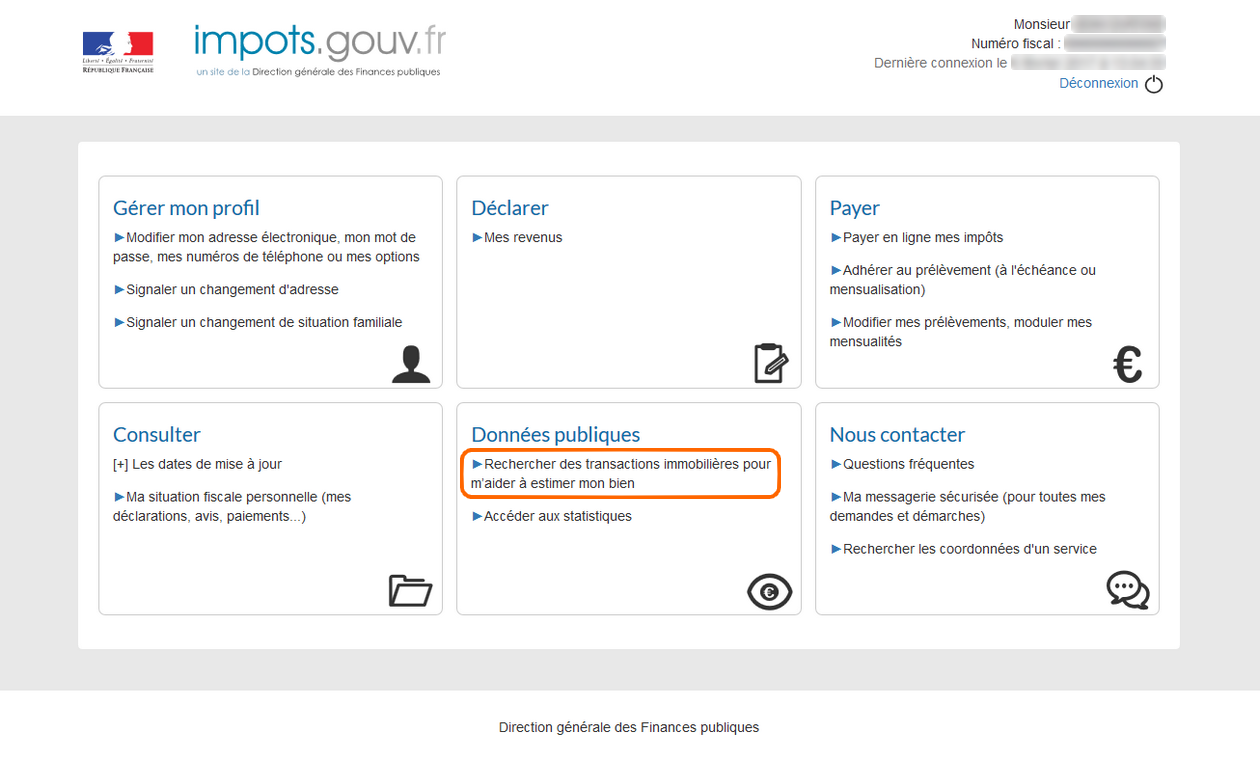 Liberté • Égalité • Fraternité
RÉPUBLIQUE FRANÇAISE
impots.gouv.fr
un site de la Direction générale des Finances publiques
Monsieur
Numéro fiscal :
Dernière connexion le
Déconnexion
Gérer mon profil
►Modifier mon adresse électronique, mon mot de
passe, mes numéros de téléphone ou mes options
►Signaler un changement d'adresse
►Signaler un changement de situation familiale
Déclarer
►Mes revenus
Payer
►Payer en ligne mes impôts
►Adhérer au prélèvement (à l'échéance ou
mensualisation)
►Modifier mes prélèvements, moduler mes
mensualités
€
Consulter
[+] Les dates de mise à jour
►Ma situation fiscale personnelle (mes
déclarations, avis, paiements...)
Données publiques
►Rechercher des transactions immobilières pour
m'aider à estimer mon bien
►Accéder aux statistiques
€
Nous contacter
►Questions fréquentes
►Ma messagerie sécurisée (pour toutes mes
demandes et démarches)
►Rechercher les coordonnées d'un service
Direction générale des Finances publiques